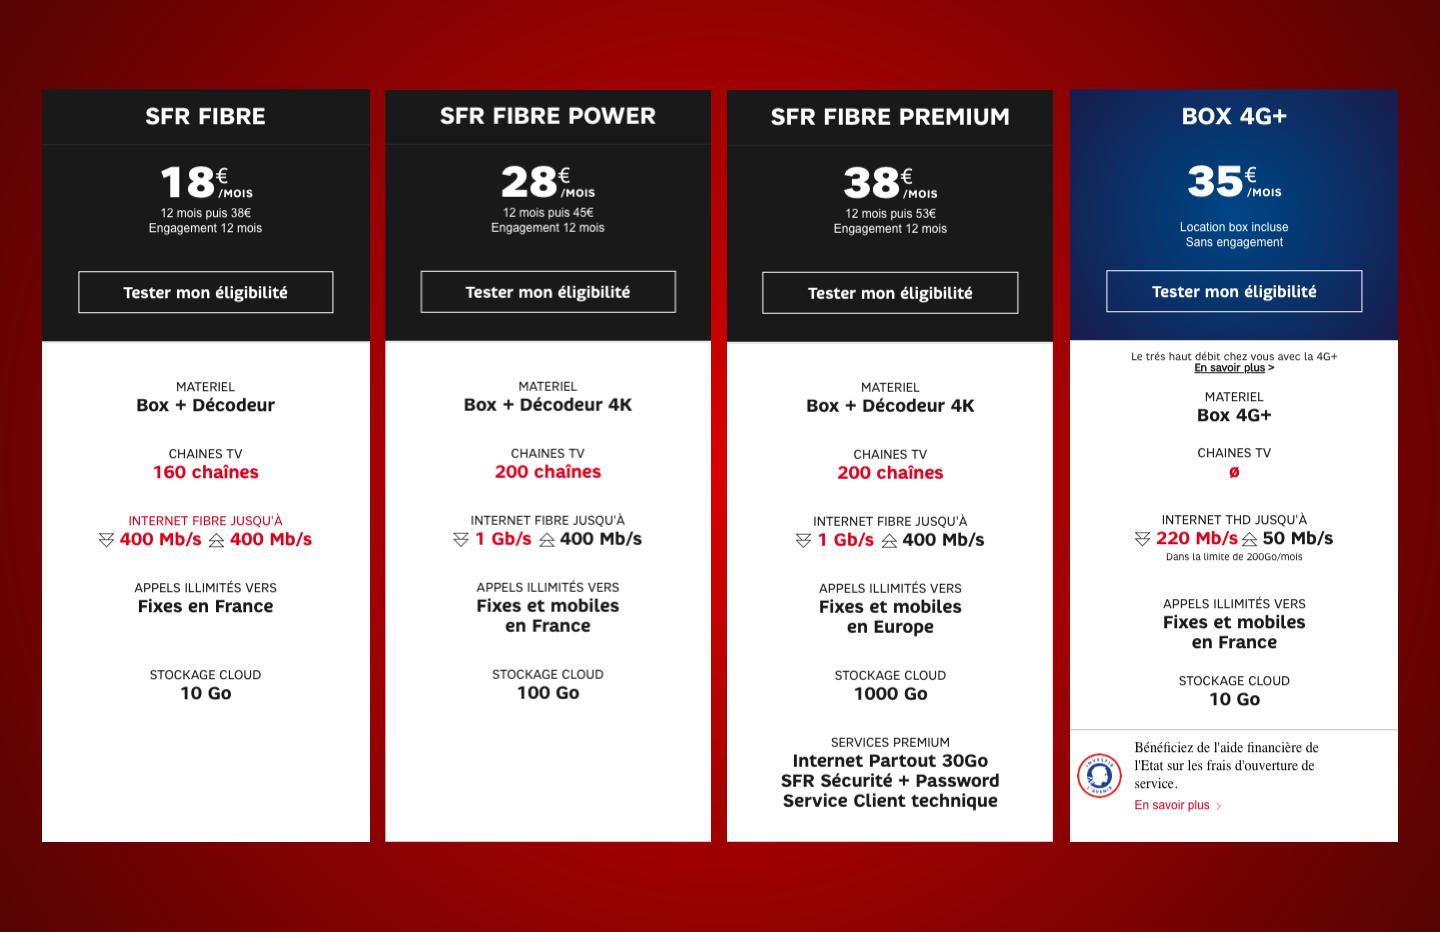 SFR FIBRE
18€/MOIS
12 mois puis 38€
Engagement 12 mois
Tester mon éligibilité
MATERIEL
Box + Décodeur
CHAINES TV
160 chaînes
INTERNET FIBRE JUSQU'À
400 Mb/s 400 Mb/s
APPELS ILLIMITÉS VERS
Fixes en France
STOCKAGE CLOUD
10 Go
SFR FIBRE POWER
28€/MOIS
12 mois puis 45€
Engagement 12 mois
Tester mon éligibilité
MATERIEL
Box + Décodeur 4K
CHAINES TV
200 chaînes
INTERNET FIBRE JUSQU'À
1 Gb/s 400 Mb/s
APPELS ILLIMITÉS VERS
Fixes et mobiles
en France
STOCKAGE CLOUD
100 Go
SFR FIBRE PREMIUM
38€/MOIS
12 mois puis 53€
Engagement 12 mois
Tester mon éligibilité
MATERIEL
Box + Décodeur 4K
CHAINES TV
200 chaînes
INTERNET FIBRE JUSQU'À
1 Gb/s 400 Mb/s
APPELS ILLIMITÉS VERS
Fixes et mobiles
en Europe
STOCKAGE CLOUD
1000 Go
SERVICES PREMIUM
Internet Partout 30Go
SFR Sécurité + Password
Service Client technique
BOX 4G+
35€/MOIS
Location box incluse
Sans engagement
Tester mon éligibilité
Le trés haut débit chez vous avec la 4G+
En savoir plus >
MATERIEL
Box 4G+
CHAINES TV
ø
INTERNET THD JUSQU'À
220 Mb/s 50 Mb/s
Dans la limite de 200Go/mois
APPELS ILLIMITÉS VERS
Fixes et mobiles
en France
STOCKAGE CLOUD
10 Go
INVESTIR
L'AVENIR
Bénéficiez de l'aide financière de
l'Etat sur les frais d'ouverture de
service.
En savoir plus >